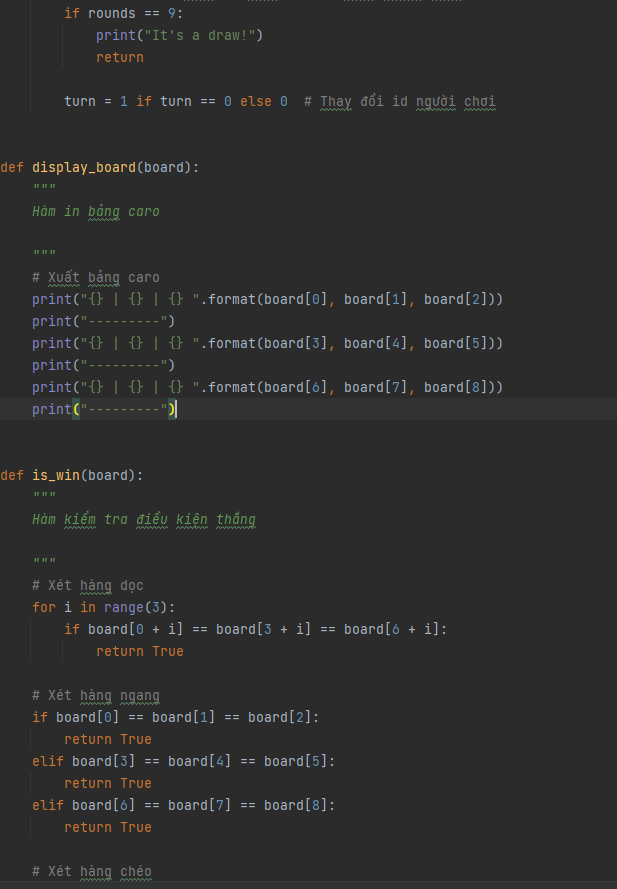 if rounds == 9:
            print("It's a draw!")
            return
        turn = 1 if turn == 0 else 0  # Thay đổi id người chơi
def display_board(board):
    """
    Hàm in bảng caro
    """
    # Xuất bảng caro
    print("{} | {} | {} ".format(board[0], board[1], board[2]))
    print("---------")
    print("{} | {} | {} ".format(board[3], board[4], board[5]))
    print("---------")
    print("{} | {} | {} ".format(board[6], board[7], board[8]))
    print("---------")
def is_win(board):
    """
    Hàm kiểm tra điều kiện thắng
    """
    # Xét hàng dọc
    for i in range(3):
        if board[0 + i] == board[3 + i] == board[6 + i]:
            return True
    # Xét hàng ngang
    if board[0] == board[1] == board[2]:
        return True
    elif board[3] == board[4] == board[5]:
        return True
    elif board[6] == board[7] == board[8]:
        return True
    # Xét hàng chéo